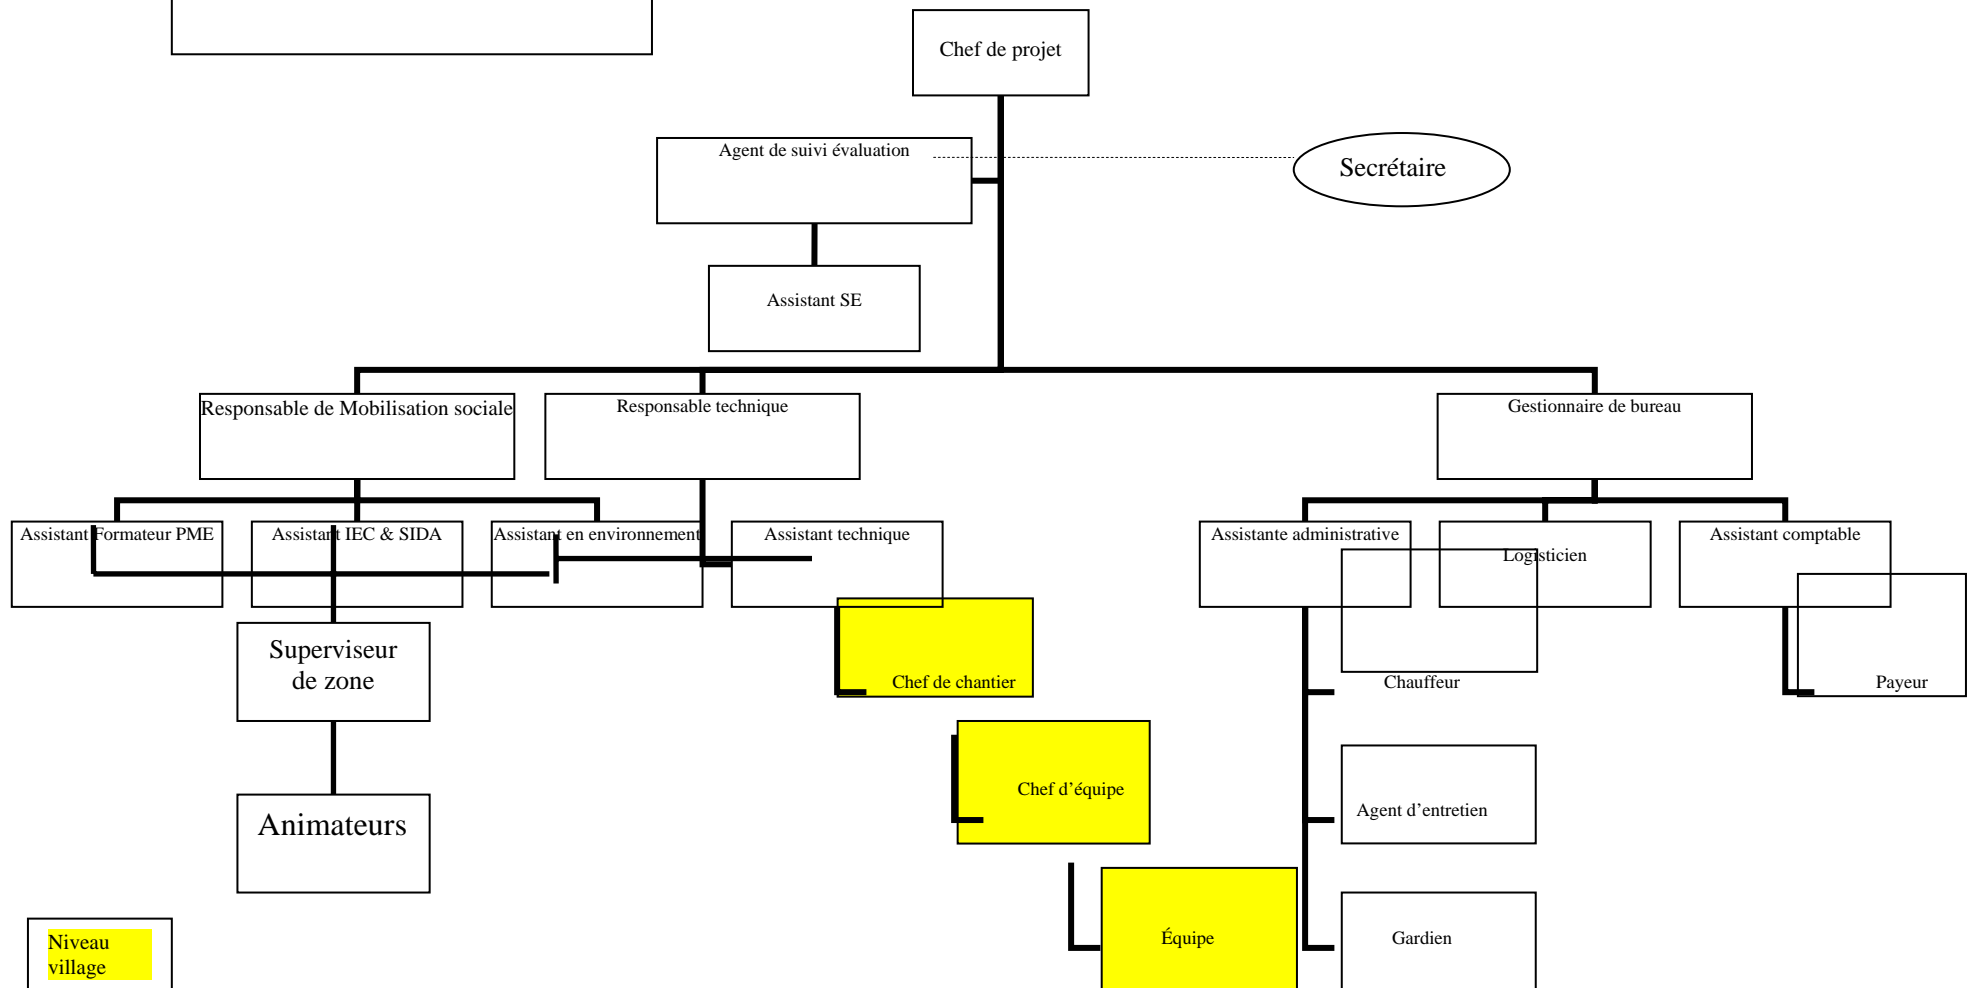 Chef de projet
Agent de suivi évaluation
Secrétaire
Assistant SE
Responsable de Mobilisation sociale
Responsable technique
Gestionnaire de bureau
Assistant Formateur PME
Assistant IEC & SIDA
Assistant en environnement
Assistant technique
Assistante administrative
Logisticien
Assistant comptable
Superviseur
de zone
Chef de chantier
Chauffeur
Payeur
Chef d’équipe
Agent d’entretien
Animateurs
Équipe
Gardien
Niveau
village